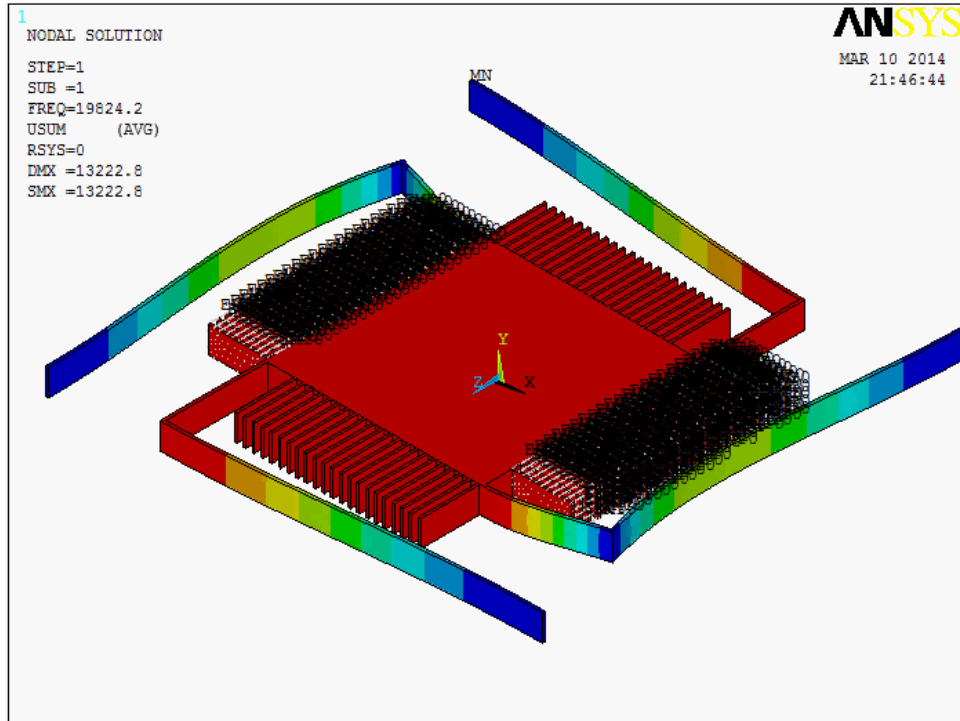 1
NODAL SOLUTION
STEP=1
SUB =1
FREQ=19824.2
USUM (AVG)
RSYS=0
DMX =13222.8
SMX =13222.8
ANSYS
MAR 10 2014
21:46:44
MN
Y
Z X